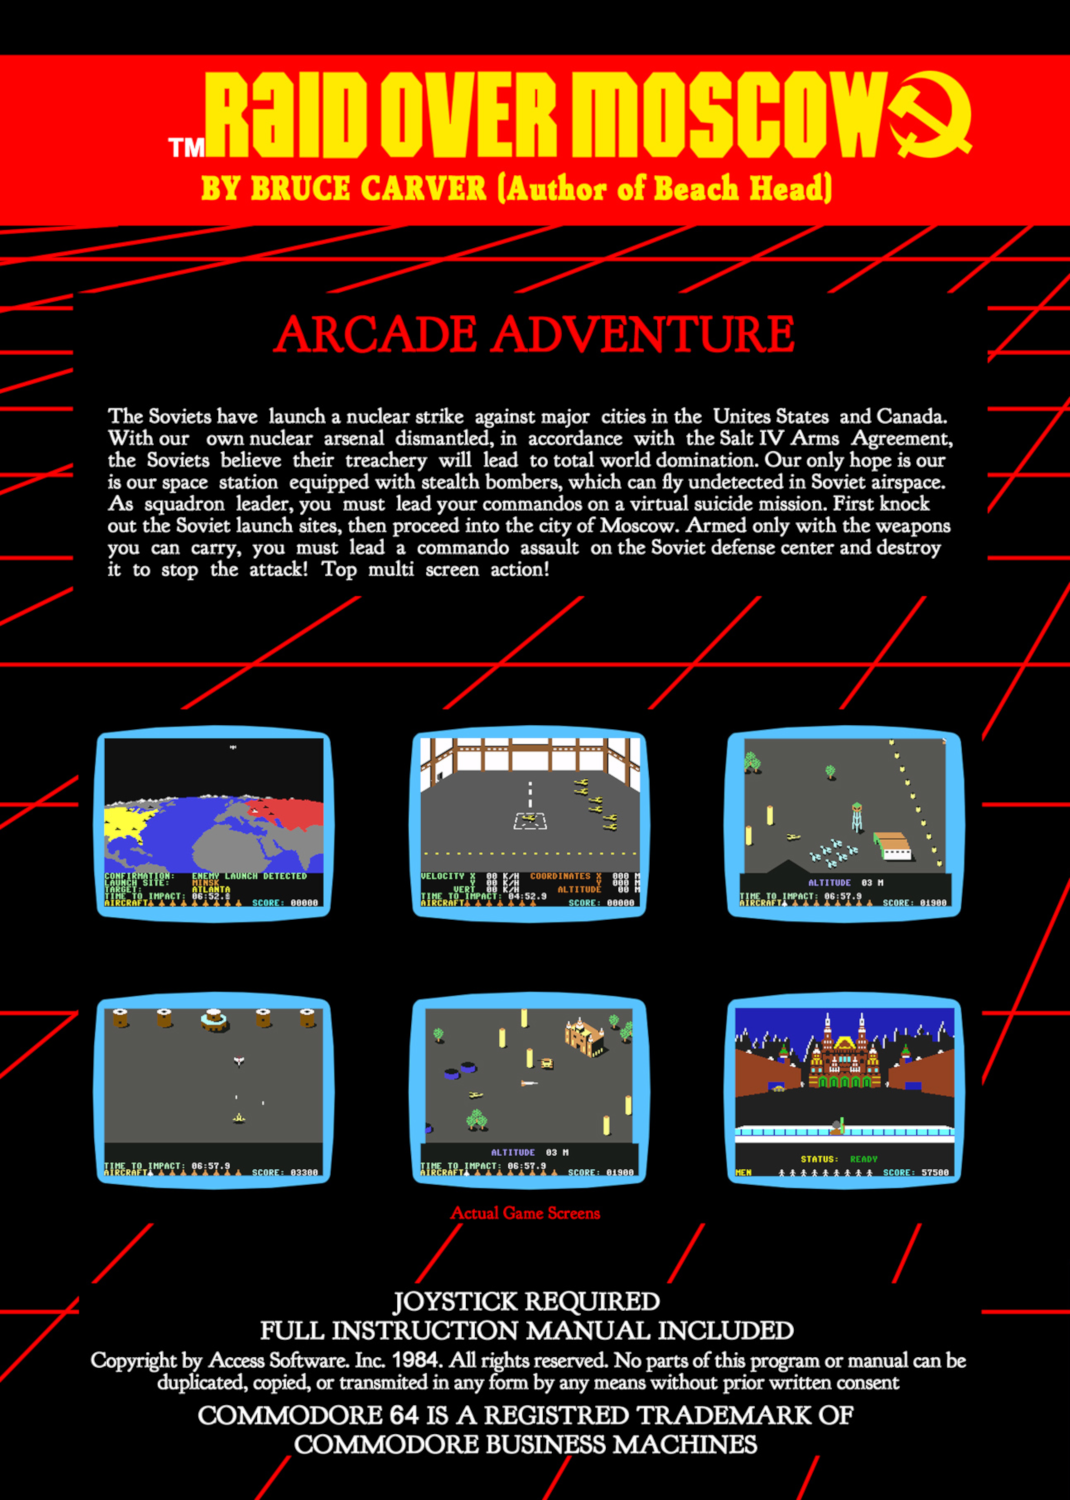 ™RAID OVER MOSCOW
BY BRUCE CARVER (Author of Beach Head)
ARCADE ADVENTURE
The Soviets have launch a nuclear strike against major cities in the Unites States and Canada.
With our own nuclear arsenal dismantled, in accordance with the Salt IV Arms Agreement,
the Soviets believe their treachery will lead to total world domination. Our only hope is our
is our space station equipped with stealth bombers, which can fly undetected in Soviet airspace.
As squadron leader, you must lead your commandos on a virtual suicide mission. First knock
out the Soviet launch sites, then proceed into the city of Moscow. Armed only with the weapons
you can carry, you must lead a commando assault on the Soviet defense center and destroy
it to stop the attack! Top multi screen action!
CONFIRMATION: ENEMY LAUNCH DETECTED
LAUNCH SITE: MINSK
TARGET: ATLANTA
TIME TO IMPACT: 06:52.8
AIRCRAFT SCORE: 00000
VELOCITY X 00 K/H COORDINATES X 000 M
Y 00 K/H Y 000 M
VERT 00 K/H ALTITUDE 00 M
TIME TO IMPACT: 04:52.9
AIRCRAFT SCORE: 00000
ALTITUDE 03 M
TIME TO IMPACT: 06:57.9
AIRCRAFT SCORE: 01900
TIME TO IMPACT: 06:57.9
AIRCRAFT SCORE: 03300
ALTITUDE 03 M
TIME TO IMPACT: 06:57.9
AIRCRAFT SCORE: 01900
STATUS: READY
MEN SCORE: 57500
Actual Game Screens
JOYSTICK REQUIRED
FULL INSTRUCTION MANUAL INCLUDED
Copyright by Access Software. Inc. 1984. All rights reserved. No parts of this program or manual can be
duplicated, copied, or transmited in any form by any means without prior written consent
COMMODORE 64 IS A REGISTRED TRADEMARK OF
COMMODORE BUSINESS MACHINES